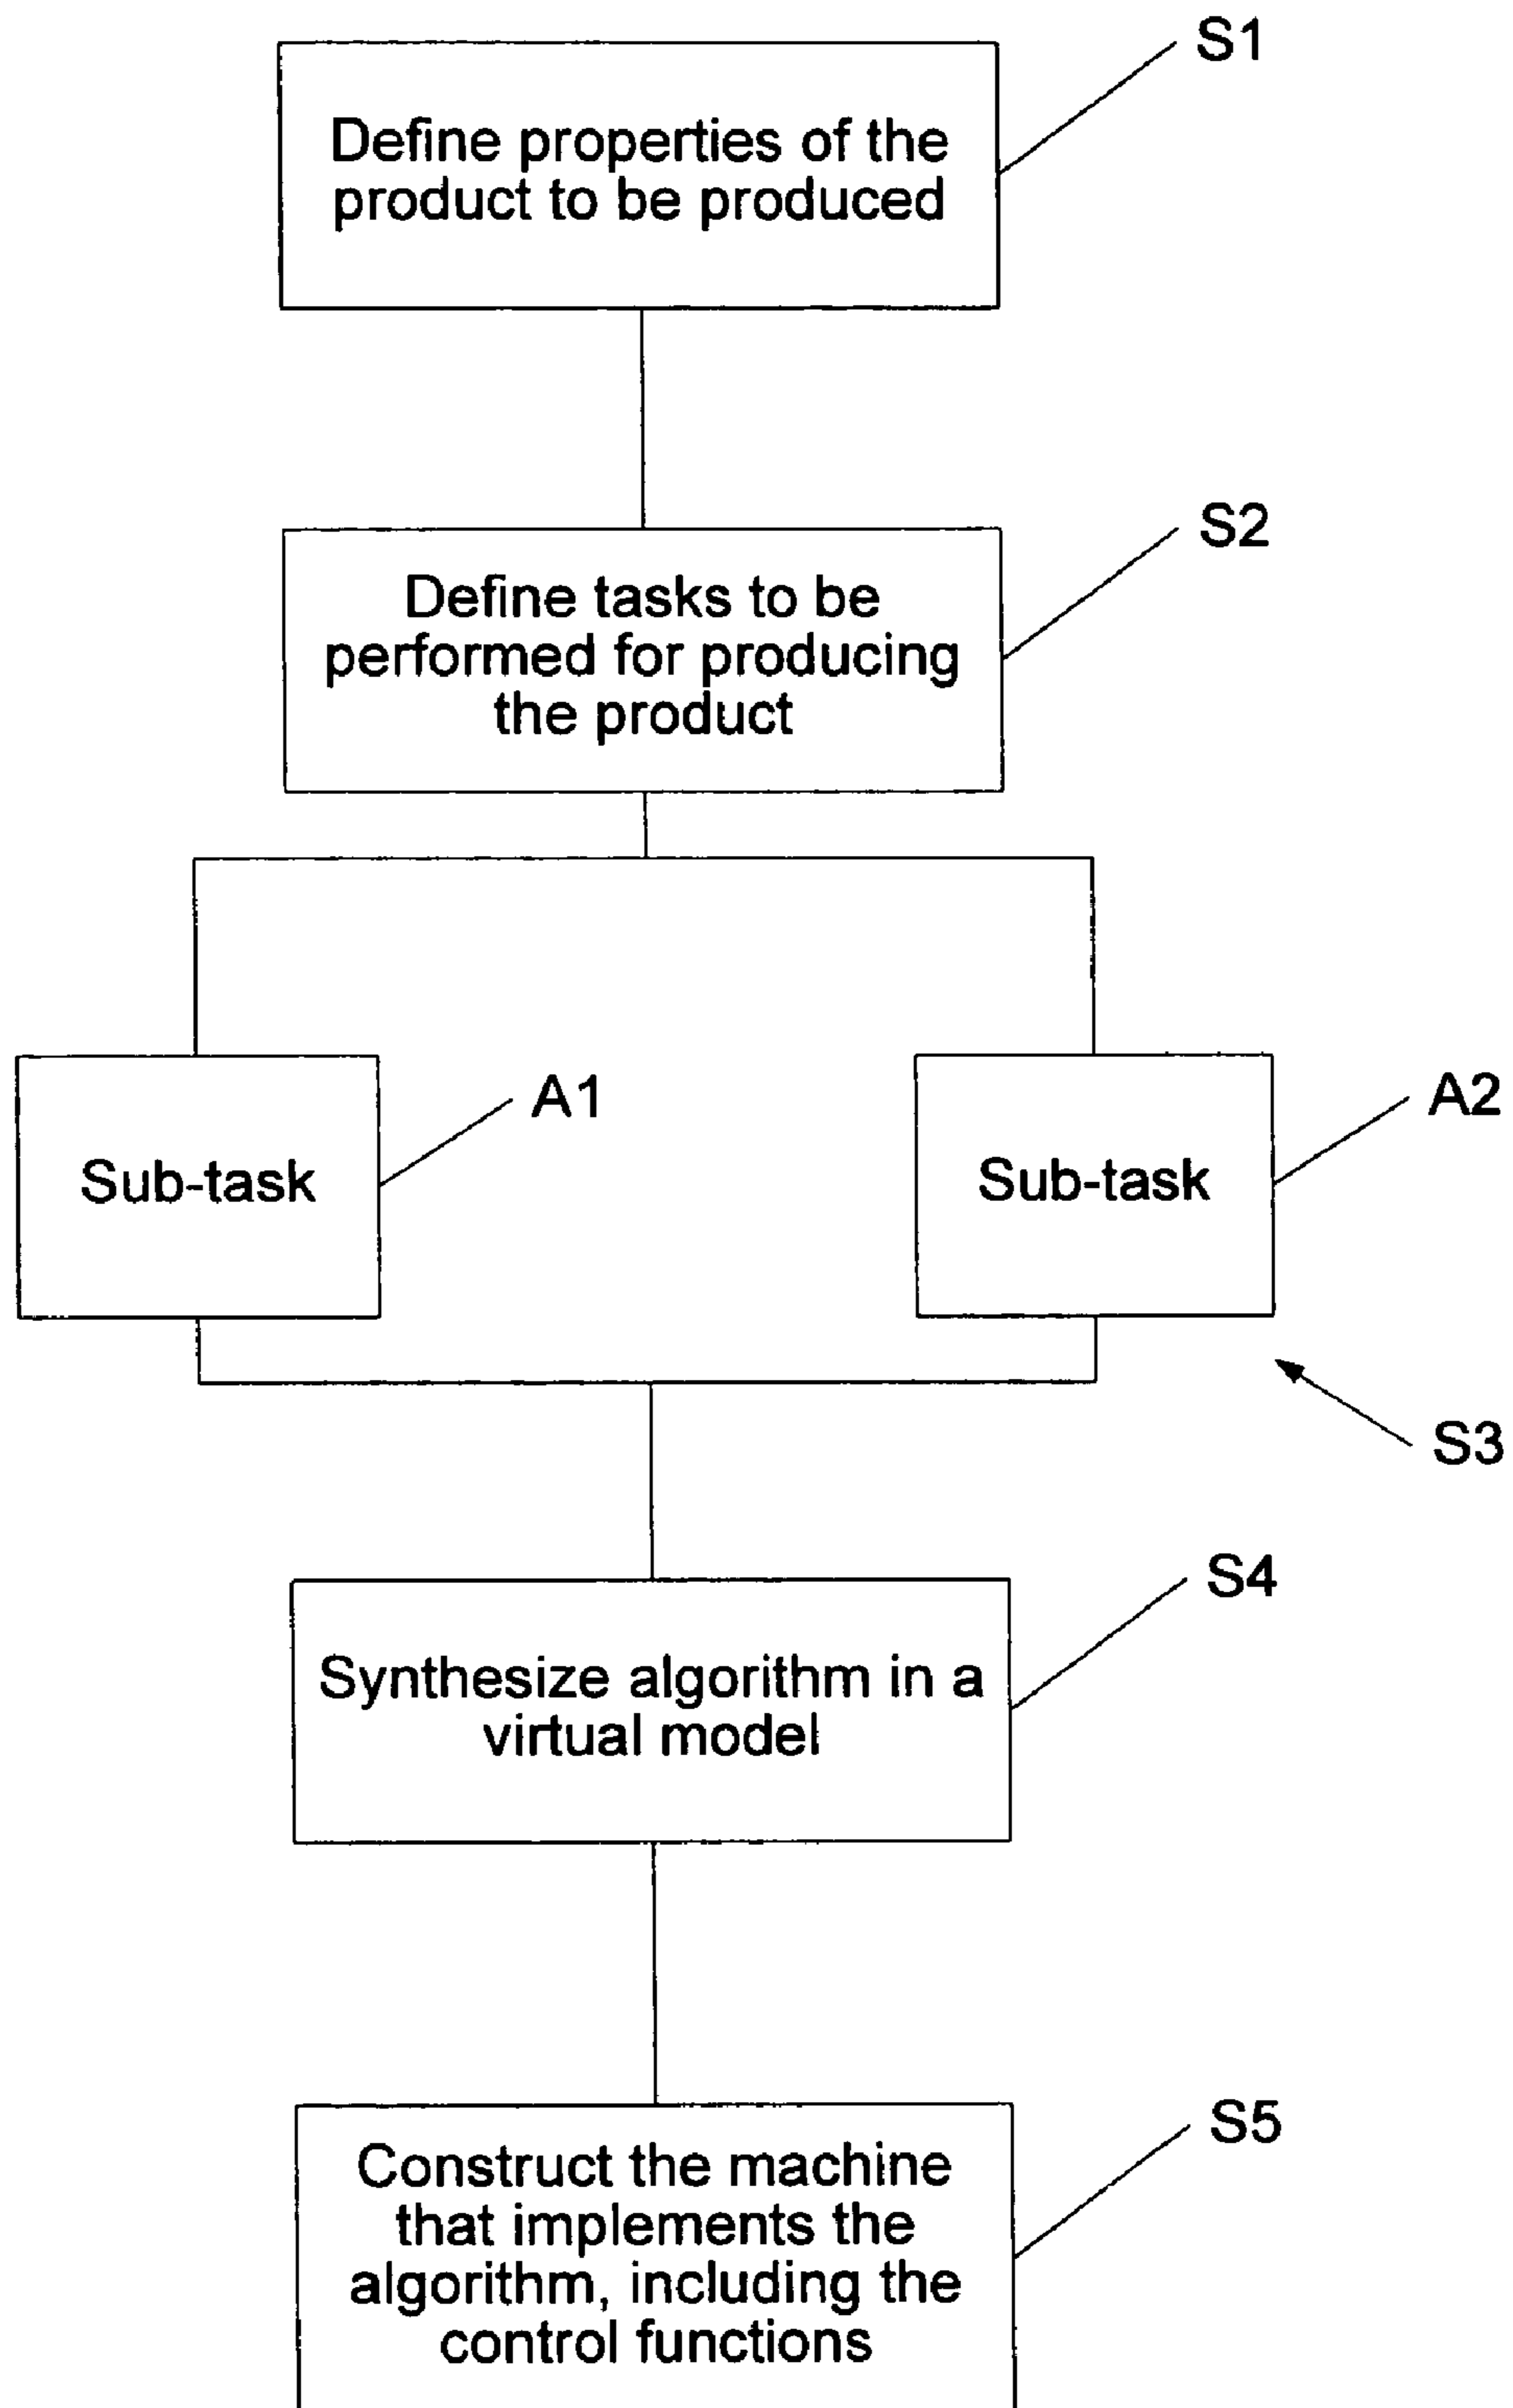 S1
Define properties of the
product to be produced
S2
Define tasks to be
performed for producing
the product
A1
A2
Sub-task
Sub-task
S3
S4
Synthesize algorithm in a
virtual model
S5
Construct the machine
that implements the
algorithm, including the
control functions